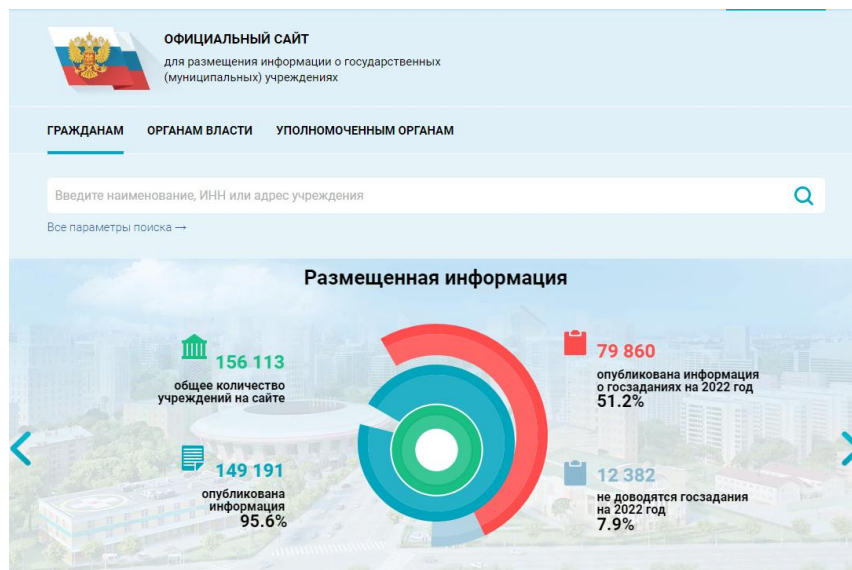 ОФИЦИАЛЬНЫЙ САЙТ
для размещения информации о государственных
(муниципальных) учреждениях
ГРАЖДАНАМ ОРГАНАМ ВЛАСТИ УПОЛНОМОЧЕННЫМ ОРГАНАМ
Введите наименование, ИНН или адрес учреждения
Все параметры поиска →
Размещенная информация
156 113
общее количество
учреждений на сайте
149 191
опубликована
информация
95.6%
79 860
опубликована информация
о госзаданиях на 2022 год
51.2%
12 382
не доводятся госзадания
на 2022 год
7.9%